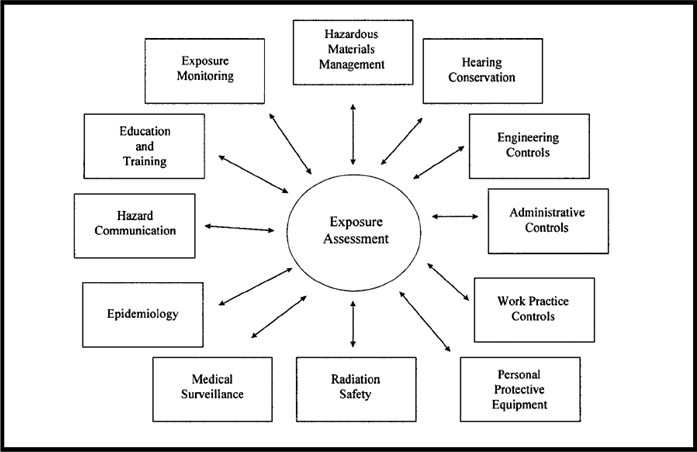 Hazardous
Materials
Management
Exposure
Monitoring
Hearing
Conservation
Education
and
Training
Engineering
Controls
Hazard
Communication
Exposure
Assessment
Administrative
Controls
Epidemiology
Work Practice
Controls
Medical
Surveillance
Radiation
Safety
Personal
Protective
Equipment